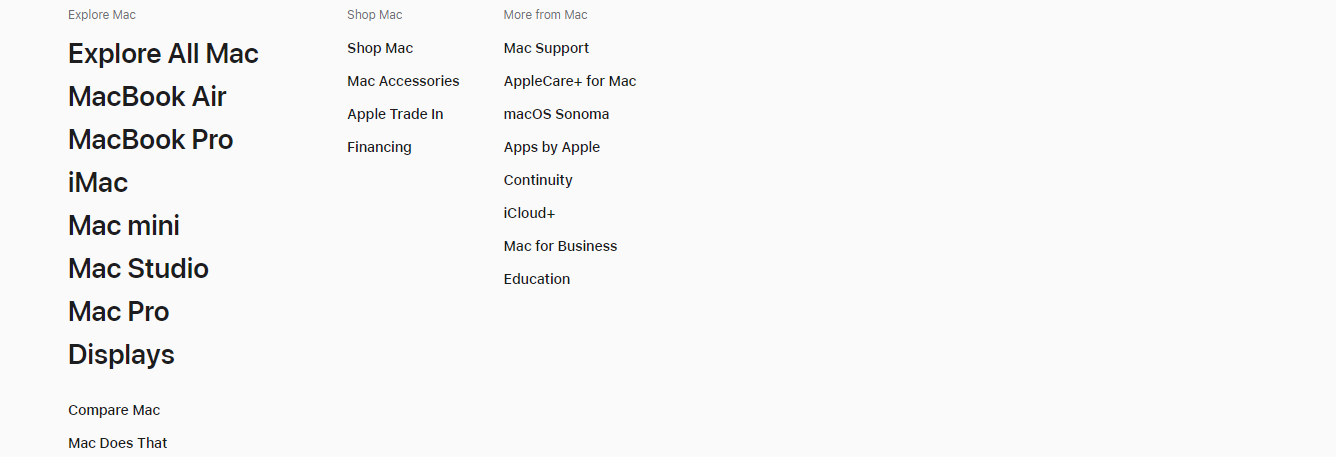 Explore Mac
Explore All Mac
MacBook Air
MacBook Pro
iMac
Mac mini
Mac Studio
Mac Pro
Displays
Compare Mac
Mac Does That
Shop Mac
Shop Mac
Mac Accessories
Apple Trade In
Financing
More from Mac
Mac Support
AppleCare+ for Mac
macOS Sonoma
Apps by Apple
Continuity
iCloud+
Mac for Business
Education